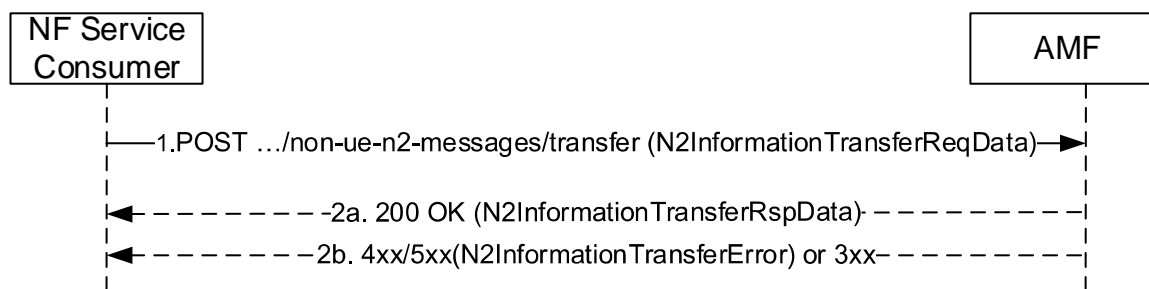 NF Service
Consumer
AMF
1.POST …/non-ue-n2-messages/transfer (N2InformationTransferReqData)
2a. 200 OK (N2InformationTransferRspData)
2b. 4xx/5xx(N2InformationTransferError) or 3xx